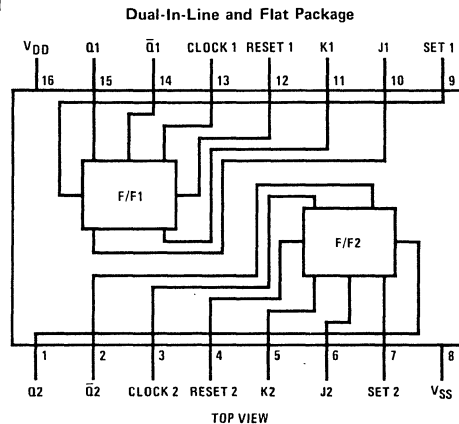 Dual-In-Line and Flat Package
VDD Q1 Q̄1 CLOCK 1 RESET 1 K1 J1 SET 1
16 15 14 13 12 11 10 9
F/F1
F/F2
1 2 3 4 5 6 7 8
Q2 Q̄2 CLOCK 2 RESET 2 K2 J2 SET 2 VSS
TOP VIEW